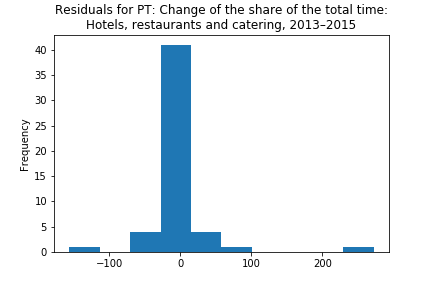 Residuals for PT: Change of the share of the total time:
Hotels, restaurants and catering, 2013–2015
Frequency
40
35
30
25
20
15
10
5
0
−100 0 100 200